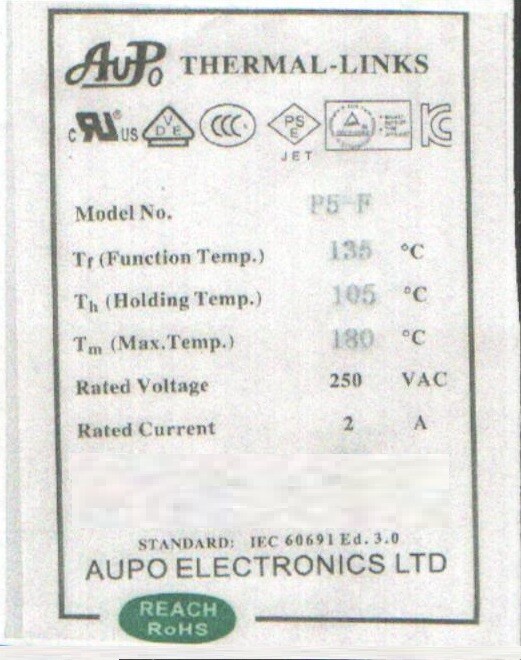 AUPO THERMAL-LINKS
c RU ® US V D E CCC PS E KC
JET
Model No. P5-F
Tf (Function Temp.) 135 °C
Th (Holding Temp.) 105 °C
Tm (Max.Temp.) 180 °C
Rated Voltage 250 VAC
Rated Current 2 A
STANDARD: IEC 60691 Ed. 3.0
AUPO ELECTRONICS LTD
REACH
RoHS